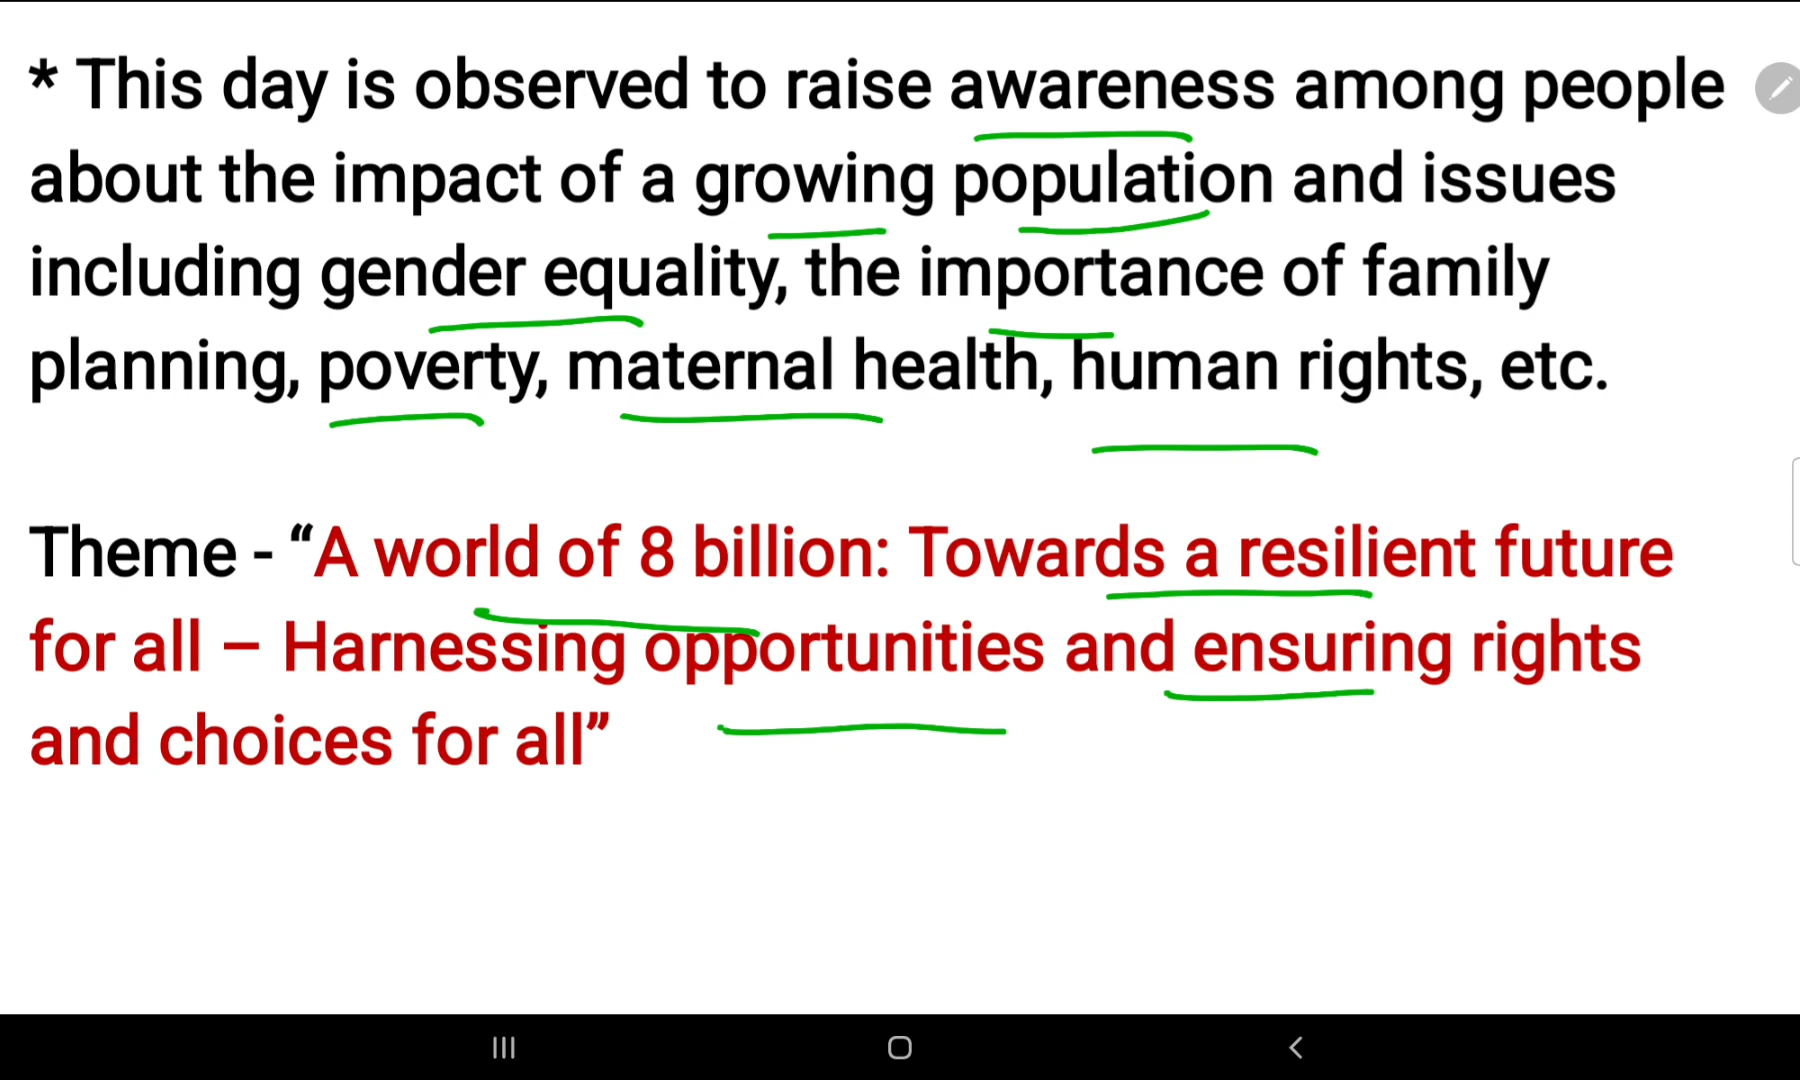 * This day is observed to raise awareness among people
about the impact of a growing population and issues
including gender equality, the importance of family
planning, poverty, maternal health, human rights, etc.
Theme - “A world of 8 billion: Towards a resilient future
for all – Harnessing opportunities and ensuring rights
and choices for all”